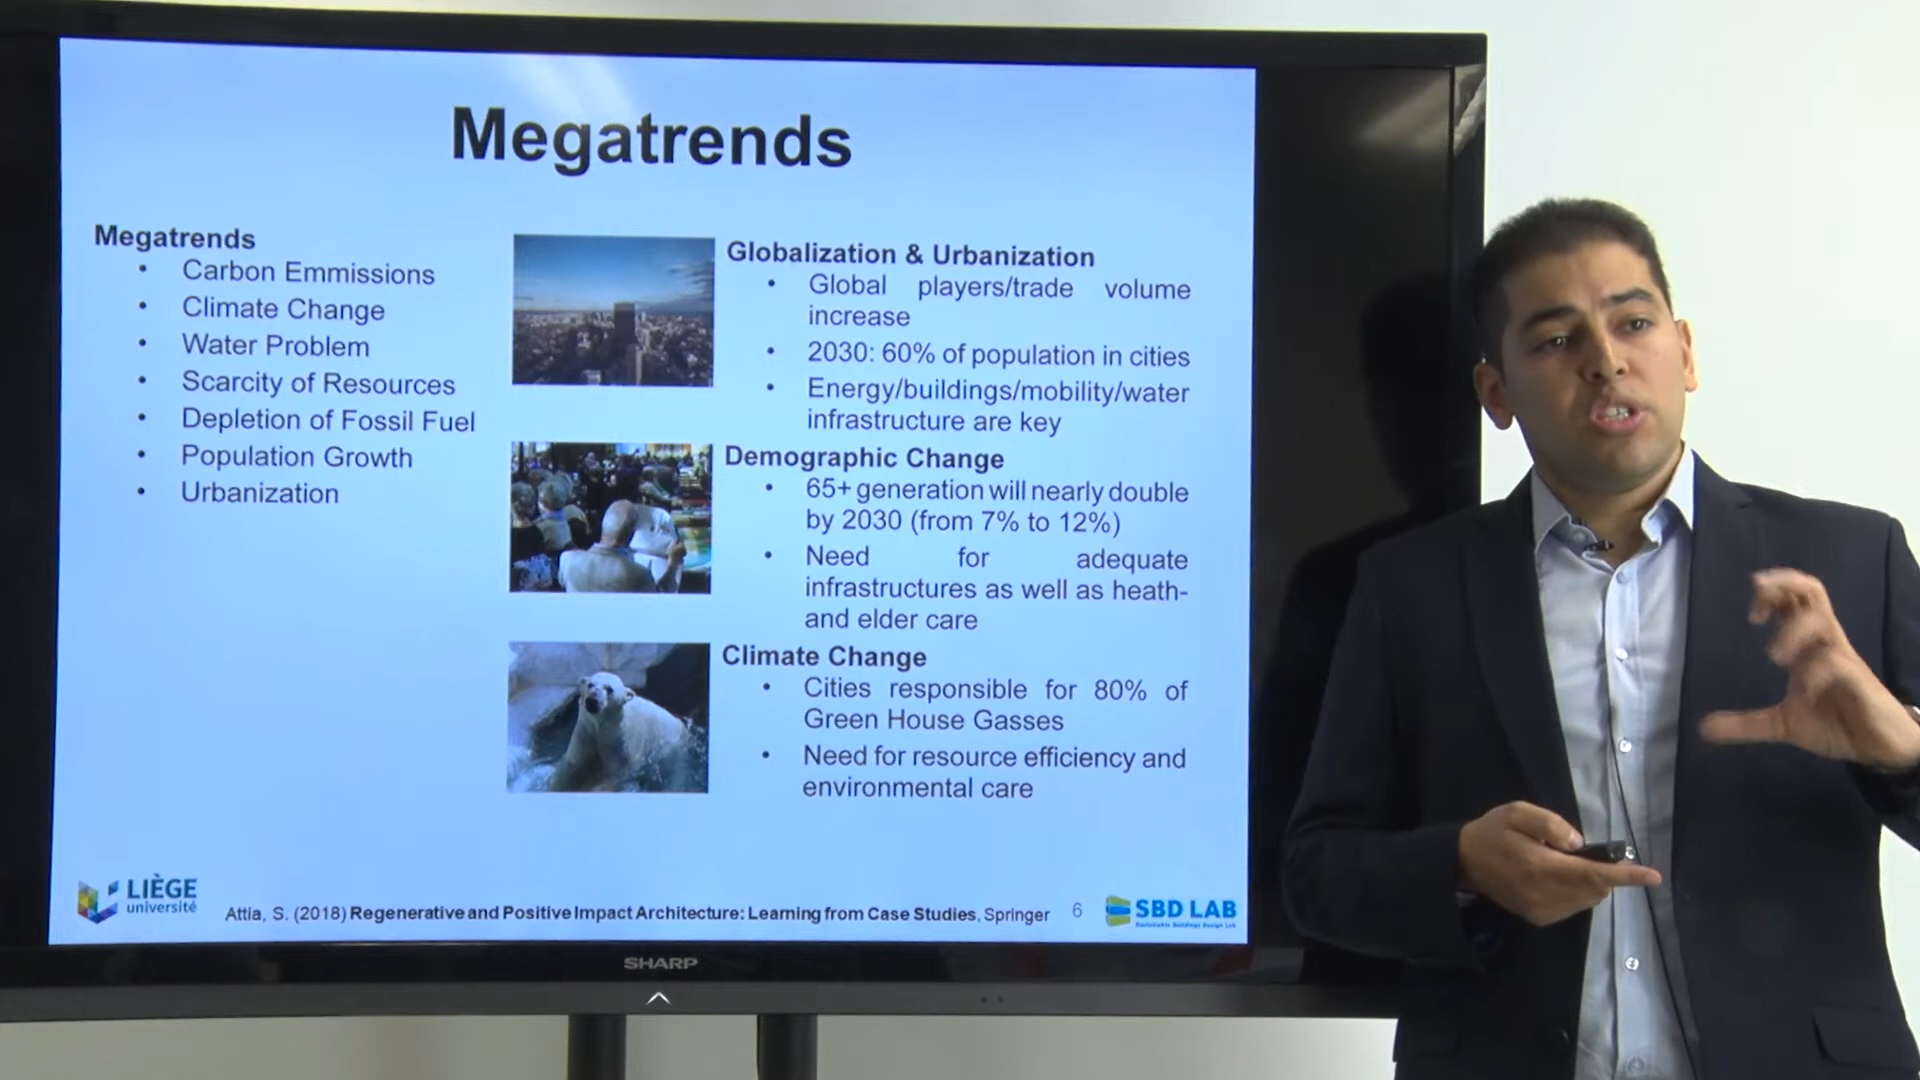 Megatrends
Megatrends
• Carbon Emmissions
• Climate Change
• Water Problem
• Scarcity of Resources
• Depletion of Fossil Fuel
• Population Growth
• Urbanization
Globalization & Urbanization
• Global players/trade volume
increase
• 2030: 60% of population in cities
• Energy/buildings/mobility/water
infrastructure are key
Demographic Change
• 65+ generation will nearly double
by 2030 (from 7% to 12%)
• Need for adequate
infrastructures as well as heath-
and elder care
Climate Change
• Cities responsible for 80% of
Green House Gasses
• Need for resource efficiency and
environmental care
LIÈGE
université
Attia, S. (2018) Regenerative and Positive Impact Architecture: Learning from Case Studies, Springer
6
SBD LAB
Sustainable Buildings Design Lab
SHARP